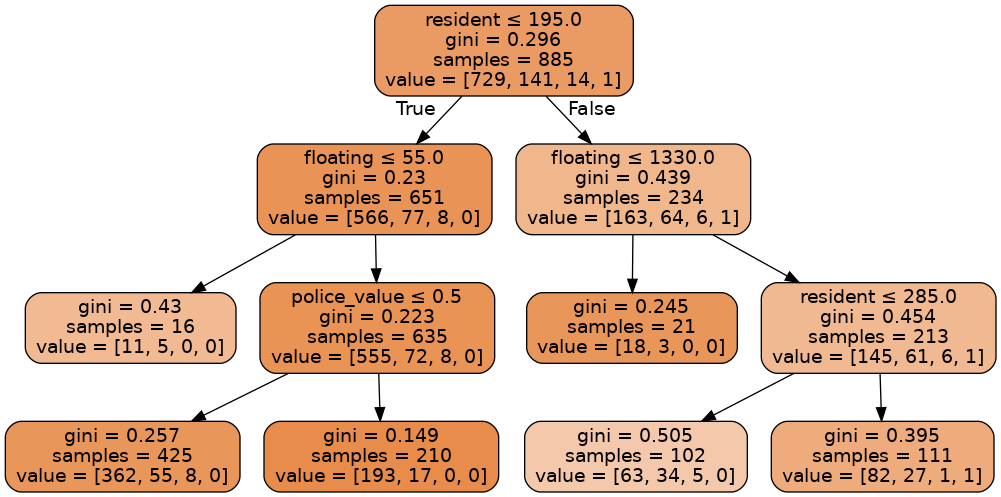 resident ≤ 195.0
gini = 0.296
samples = 885
value = [729, 141, 14, 1]
True
False
floating ≤ 55.0
gini = 0.23
samples = 651
value = [566, 77, 8, 0]
floating ≤ 1330.0
gini = 0.439
samples = 234
value = [163, 64, 6, 1]
gini = 0.43
samples = 16
value = [11, 5, 0, 0]
police_value ≤ 0.5
gini = 0.223
samples = 635
value = [555, 72, 8, 0]
gini = 0.245
samples = 21
value = [18, 3, 0, 0]
resident ≤ 285.0
gini = 0.454
samples = 213
value = [145, 61, 6, 1]
gini = 0.257
samples = 425
value = [362, 55, 8, 0]
gini = 0.149
samples = 210
value = [193, 17, 0, 0]
gini = 0.505
samples = 102
value = [63, 34, 5, 0]
gini = 0.395
samples = 111
value = [82, 27, 1, 1]